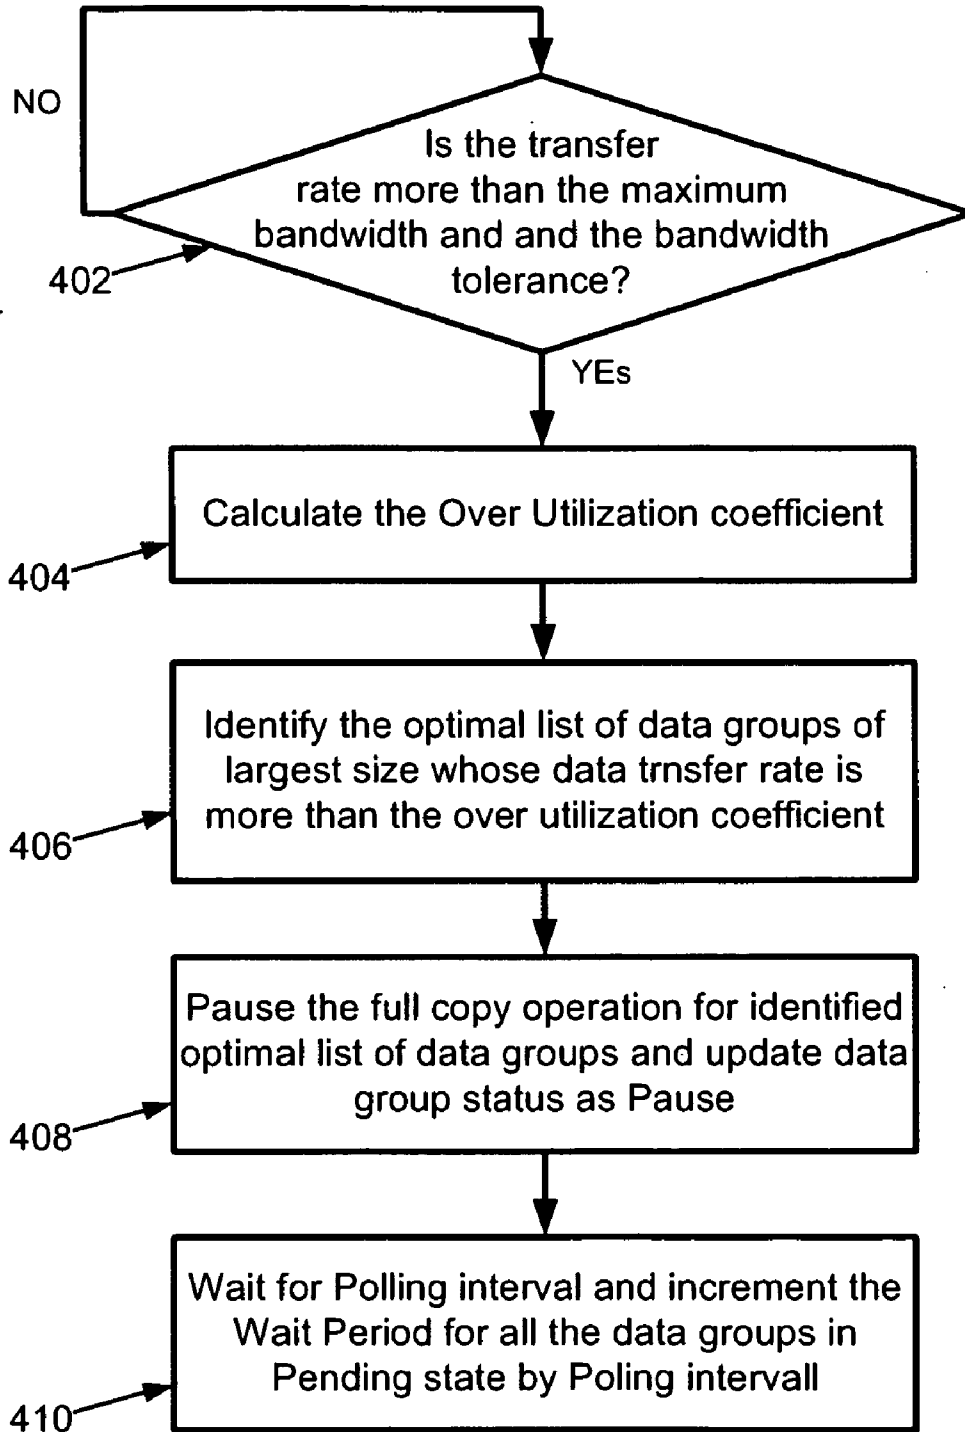 NO
Is the transfer
rate more than the maximum
bandwidth and and the bandwidth
tolerance?
402
YEs
Calculate the Over Utilization coefficient
404
Identify the optimal list of data groups of
largest size whose data trnsfer rate is
more than the over utilization coefficient
406
Pause the full copy operation for identified
optimal list of data groups and update data
group status as Pause
408
Wait for Polling interval and increment the
Wait Period for all the data groups in
Pending state by Poling intervall
410